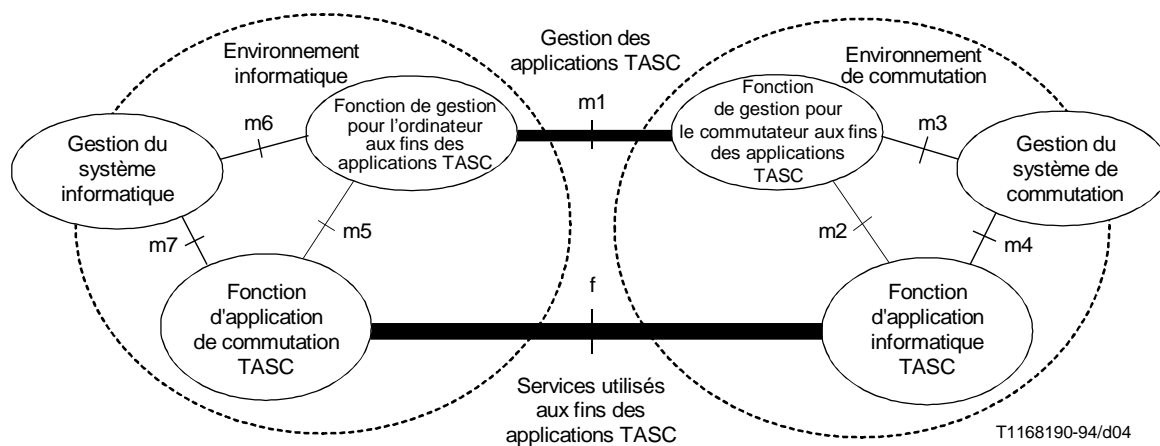 Environnement
informatique
Gestion des
applications TASC
Environnement
de commutation
Fonction de gestion
pour l'ordinateur
aux fins des
applications TASC
m1
Fonction
de gestion pour
le commutateur aux fins
des applications
TASC
m6
m3
Gestion du
système
informatique
Gestion du
système de
commutation
m7
m5
m2
m4
Fonction
d'application
de commutation
TASC
f
Fonction
d'application
informatique
TASC
Services utilisés
aux fins des
applications TASC
T1168190-94/d04